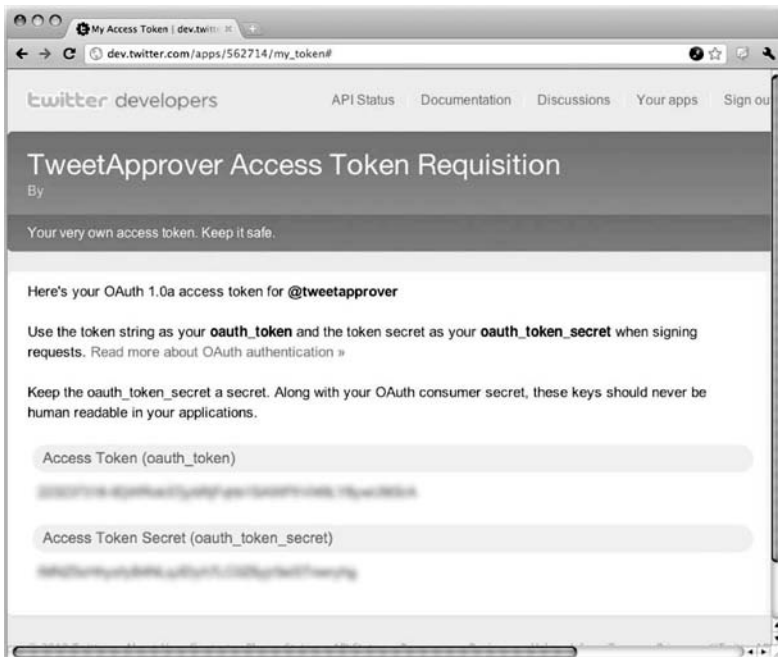 My Access Token | dev.twitt
dev.twitter.com/apps/562714/my_token#
twitter developers
API Status Documentation Discussions Your apps Sign ou
TweetApprover Access Token Requisition
By
Your very own access token. Keep it safe.
Here's your OAuth 1.0a access token for @tweetapprover
Use the token string as your oauth_token and the token secret as your oauth_token_secret when signing
requests. Read more about OAuth authentication »
Keep the oauth_token_secret a secret. Along with your OAuth consumer secret, these keys should never be
human readable in your applications.
Access Token (oauth_token)
Access Token Secret (oauth_token_secret)